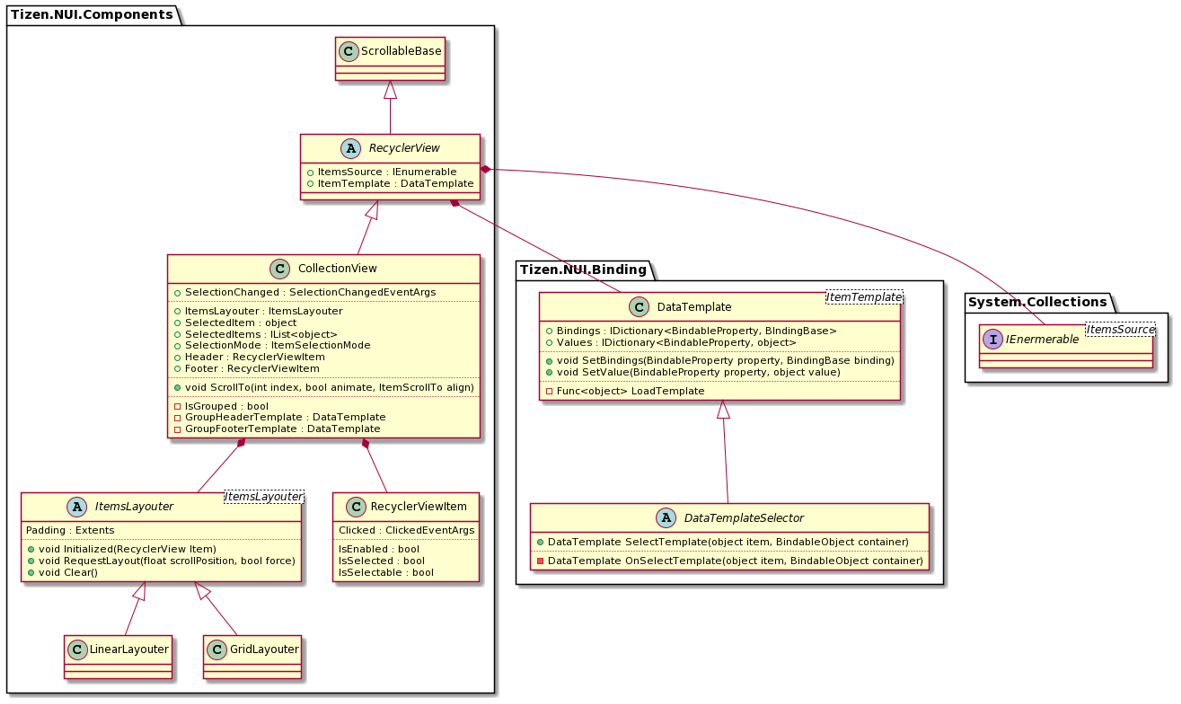 Tizen.NUI.Components
C ScrollableBase
A RecyclerView
ItemsSource : IEnumerable
ItemTemplate : DataTemplate
C CollectionView
SelectionChanged : SelectionChangedEventArgs
ItemsLayouter : ItemsLayouter
SelectedItem : object
SelectedItems : IList<object>
SelectionMode : ItemSelectionMode
Header : RecyclerViewItem
Footer : RecyclerViewItem
void ScrollTo(int index, bool animate, ItemScrollTo align)
IsGrouped : bool
GroupHeaderTemplate : DataTemplate
GroupFooterTemplate : DataTemplate
A ItemsLayouter
ItemsLayouter
Padding : Extents
void Initialized(RecyclerView Item)
void RequestLayout(float scrollPosition, bool force)
void Clear()
C RecyclerViewItem
Clicked : ClickedEventArgs
IsEnabled : bool
IsSelected : bool
IsSelectable : bool
C LinearLayouter
C GridLayouter
Tizen.NUI.Binding
C DataTemplate
ItemTemplate
Bindings : IDictionary<BindableProperty, BIndingBase>
Values : IDictionary<BindableProperty, object>
void SetBindings(BindableProperty property, BindingBase binding)
void SetValue(BindableProperty property, object value)
Func<object> LoadTemplate
A DataTemplateSelector
DataTemplate SelectTemplate(object item, BindableObject container)
DataTemplate OnSelectTemplate(object item, BindableObject container)
System.Collections
I IEnermerable
ItemsSource